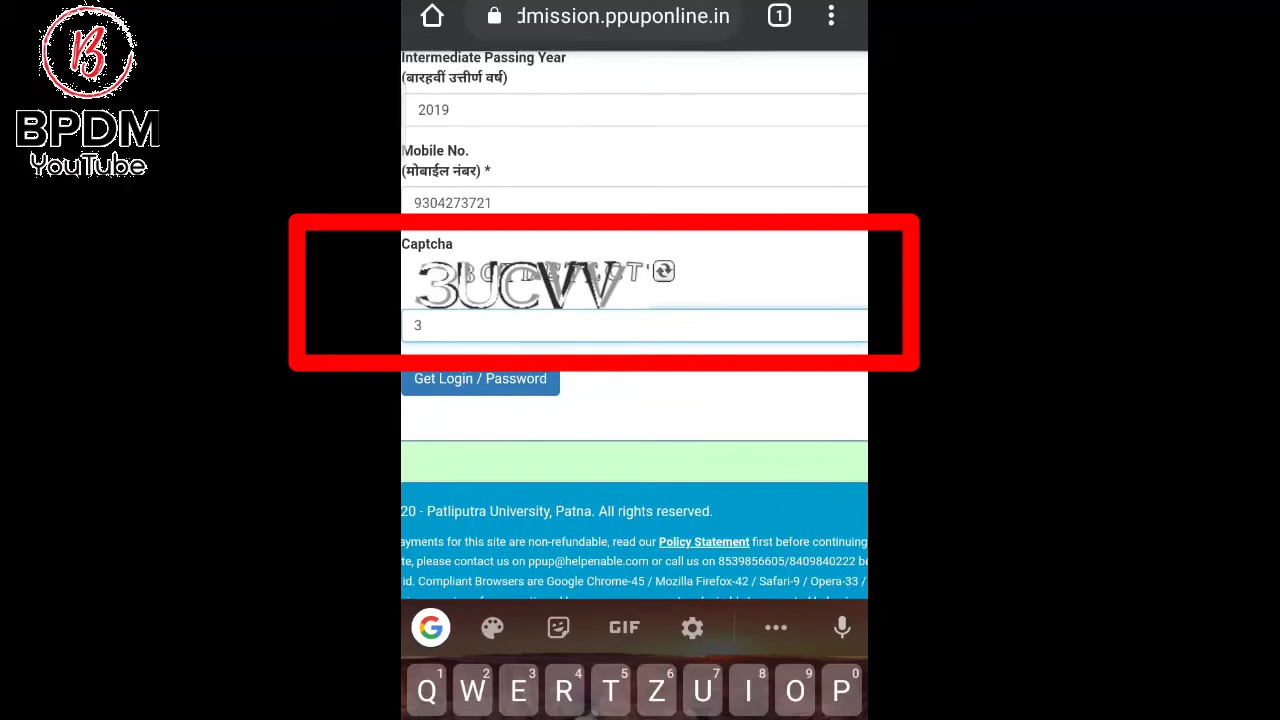 B
BPDM
YouTube
dmission.ppuponline.in
1
Intermediate Passing Year
(बारहवीं उत्तीर्ण वर्ष)
2019
Mobile No.
(मोबाईल नंबर) *
9304273721
Captcha
3UCVV
3
Get Login / Password
20 - Patliputra University, Patna. All rights reserved.
ayments for this site are non-refundable, read our Policy Statement first before continuing
te, please contact us on ppup@helpenable.com or call us on 8539856605/8409840222 be
id. Compliant Browsers are Google Chrome-45 / Mozilla Firefox-42 / Safari-9 / Opera-33 /
G GIF
1 2 3 4 5 6 7 8 9 0
Q W E R T Z U I O P